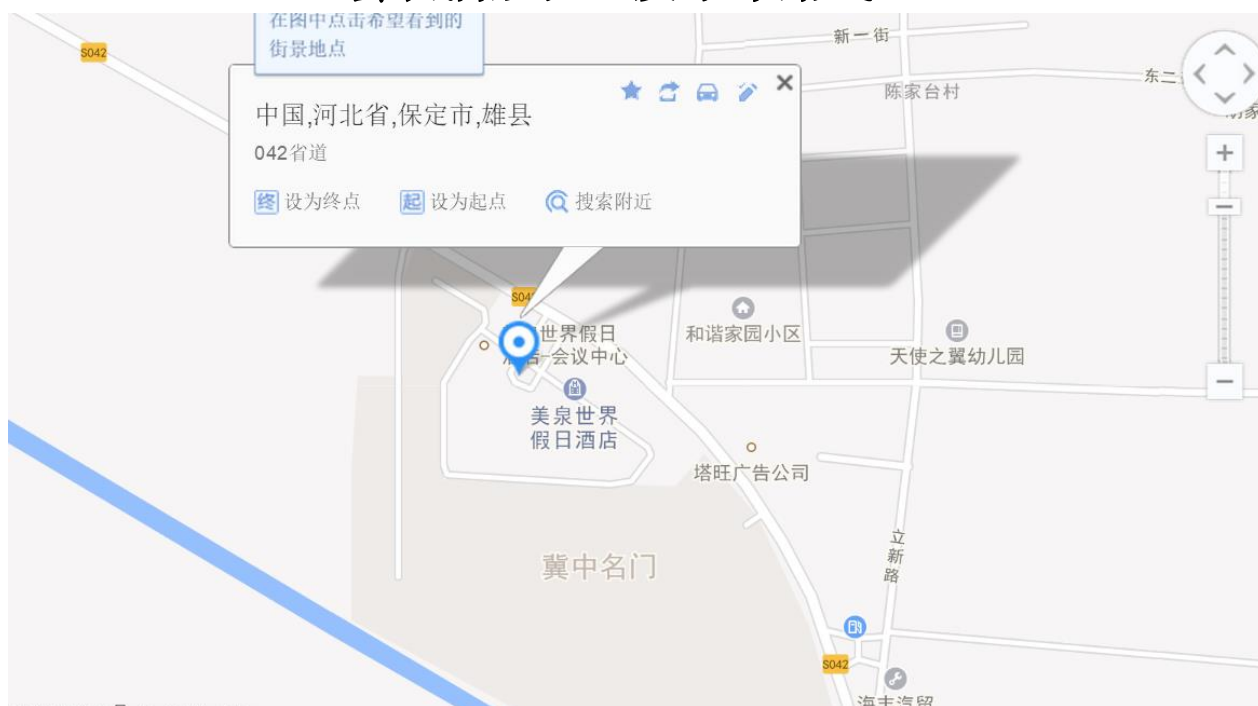 在图中点击希望看到的
街景地点
S042
新一街
东二
陈家台村
中国,河北省,保定市,雄县
042省道
终 设为终点 起 设为起点 搜索附近
世界假日
会议中心
和谐家园小区
天使之翼幼儿园
美泉世界
假日酒店
塔旺广告公司
立新路
冀中名门
S042
海丰汽贸